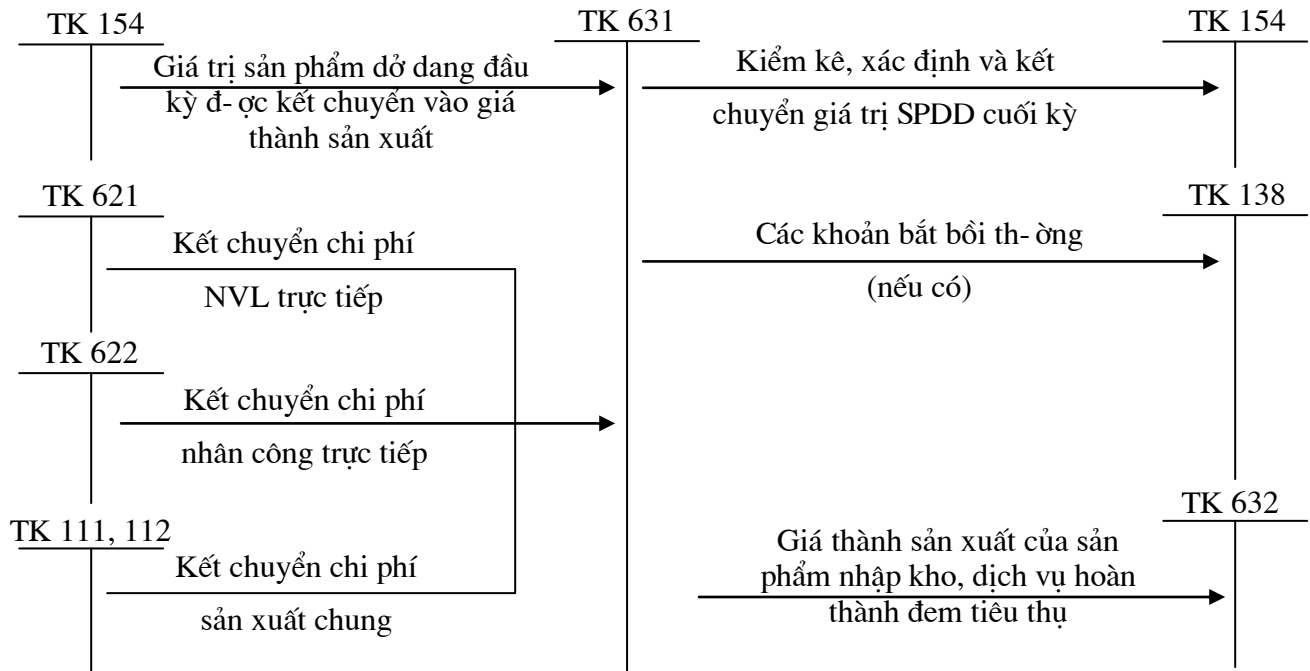 TK 154
TK 631
TK 154
Giá trị sản phẩm dở dang đầu
kỳ đ- ợc kết chuyển vào giá
thành sản xuất
Kiểm kê, xác định và kết
chuyển giá trị SPDD cuối kỳ
TK 621
TK 138
Kết chuyển chi phí
NVL trực tiếp
Các khoản bắt bồi th- ờng
(nếu có)
TK 622
Kết chuyển chi phí
nhân công trực tiếp
TK 111, 112
TK 632
Kết chuyển chi phí
sản xuất chung
Giá thành sản xuất của sản
phẩm nhập kho, dịch vụ hoàn
thành đem tiêu thụ